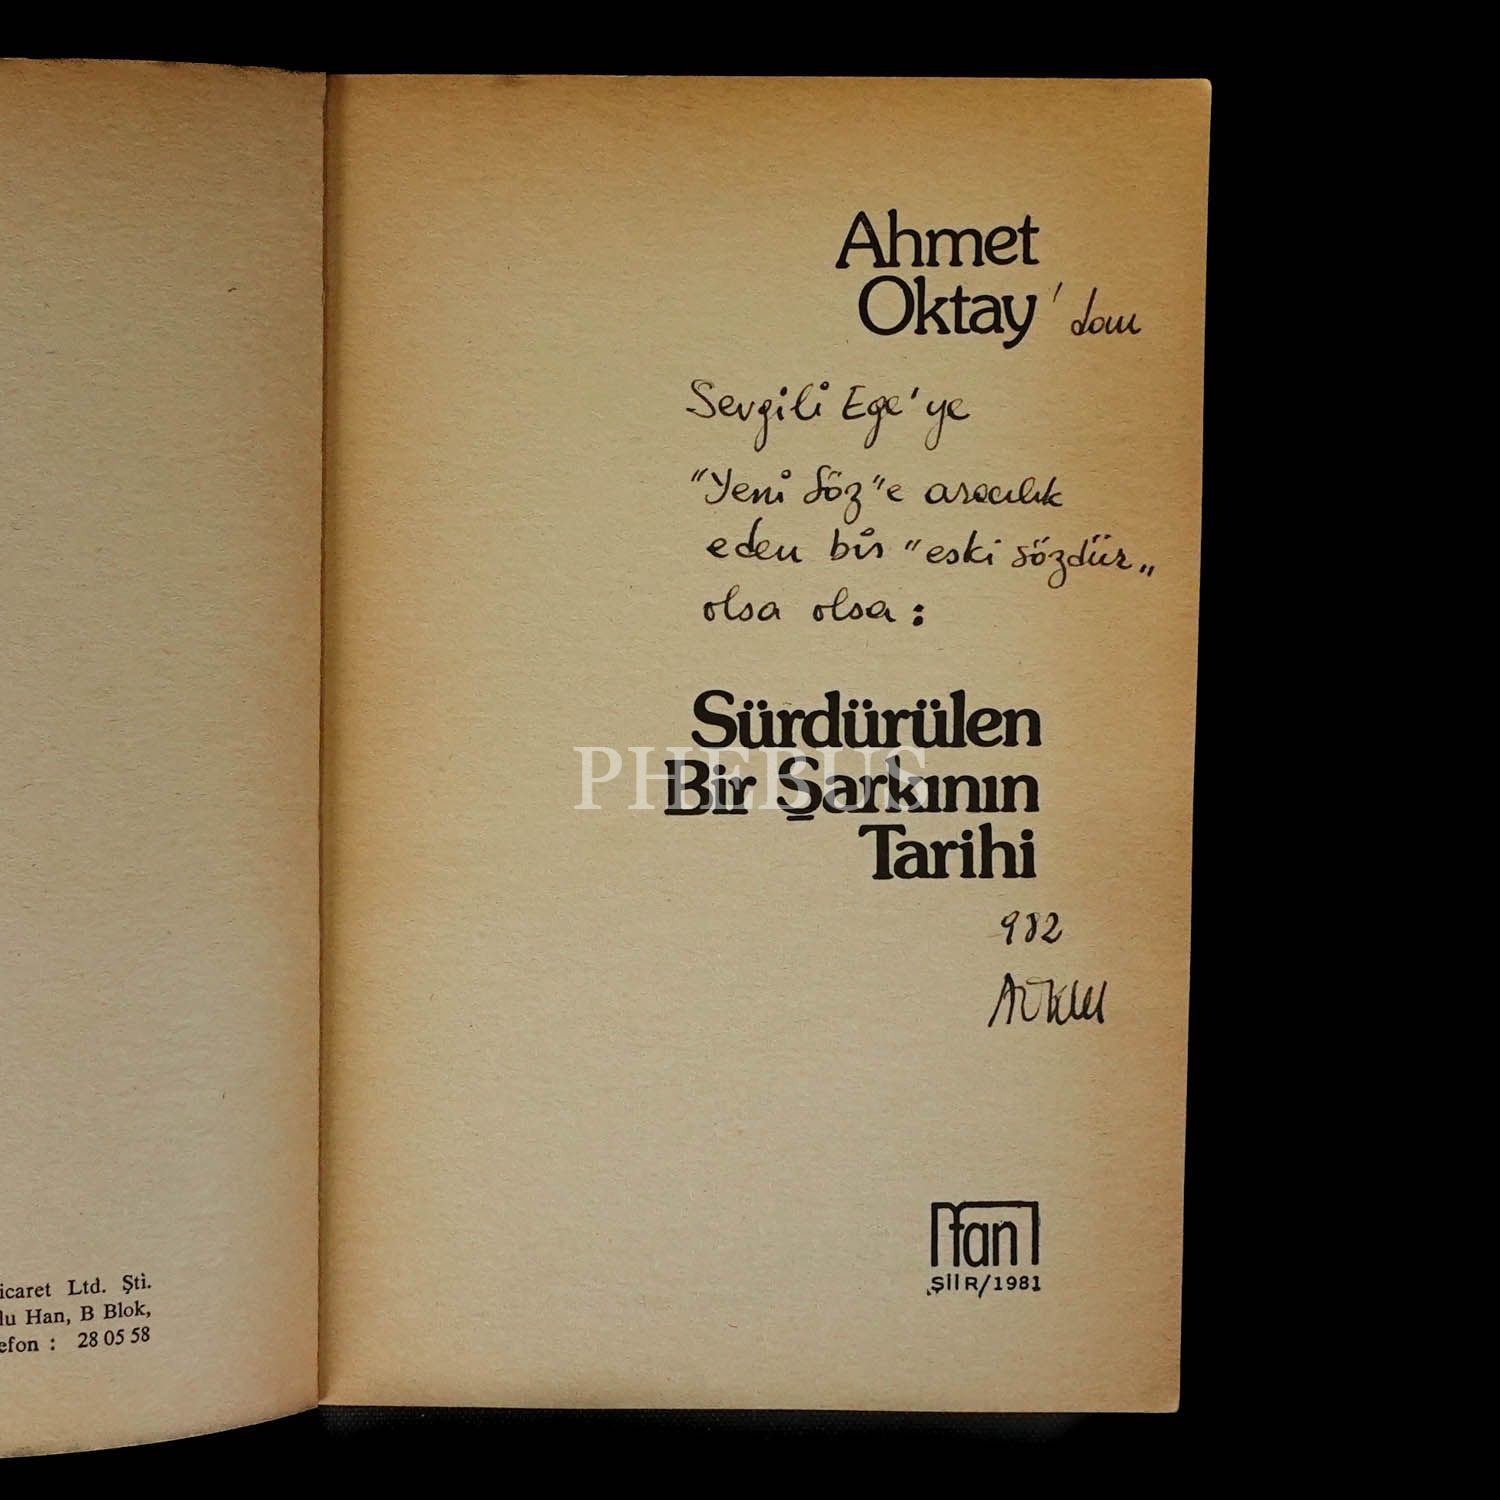 Ahmet
Oktay'dan
Sevgili Ege'ye
"Yeni Söz"e aracılık
eden bir "eski sözdür"
olsa olsa:
Sürdürülen
Bir Şarkının
Tarihi
PHEBUS
982
fan
ŞİİR/1981
icaret Ltd. Şti.
lu Han, B Blok,
efon : 28 05 58